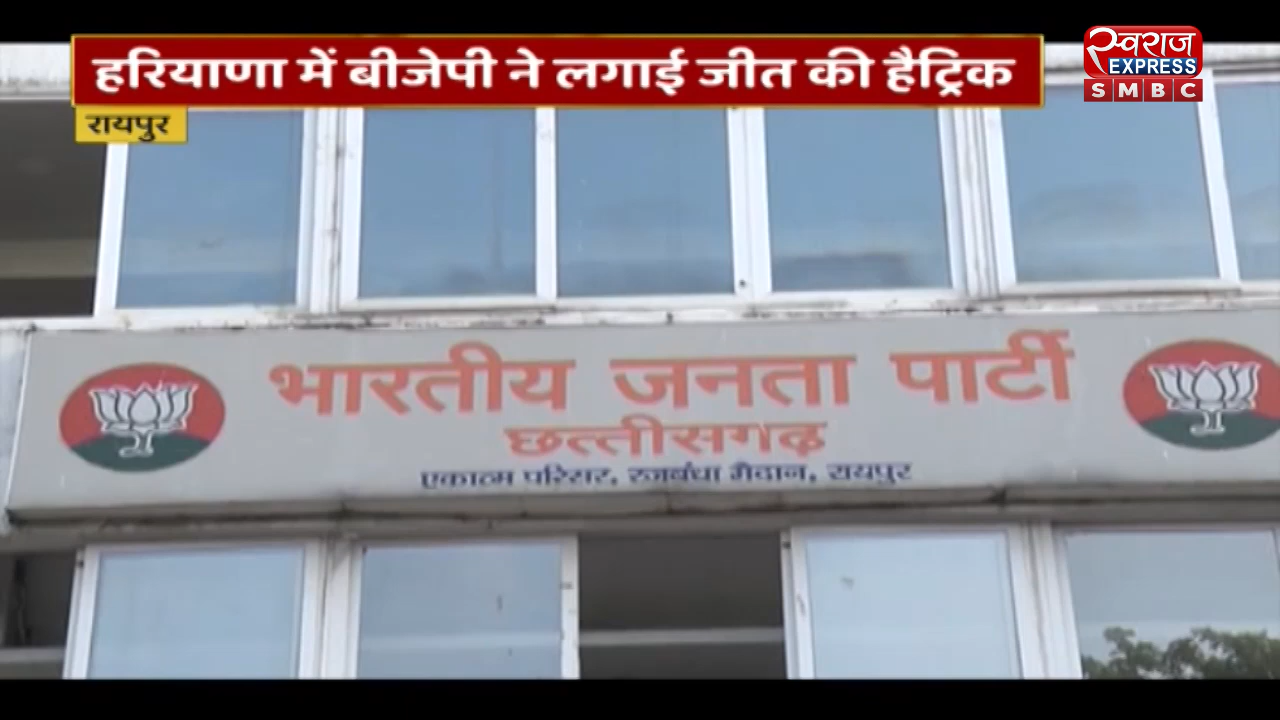 हरियाणा में बीजेपी ने लगाई जीत की हैट्रिक
स्वराज
EXPRESS
SMBC
रायपुर
भारतीय जनता पार्टी
छत्तीसगढ़
एकात्म परिसर, रजबंधा मैदान, रायपुर